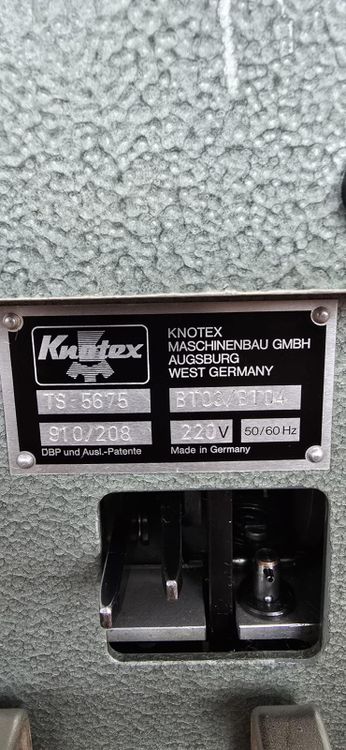 Knotex
KNOTEX
MASCHINENBAU GMBH
AUGSBURG
WEST GERMANY
TS-5675
BT03/BT04
910/208
220V
50/60 Hz
DBP und Ausl.-Patente
Made in Germany